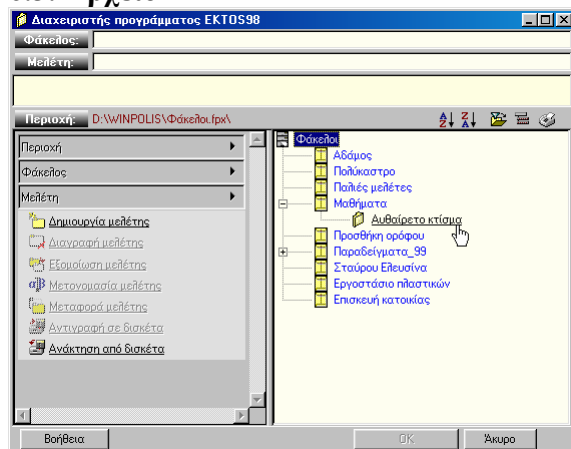 Διαχειριστής προγράμματος ΕΚΤΟS98
Φάκελος:
Μελέτη:
Περιοχή: D:\WINPOLIS\Φάκελοι.fpx\
Περιοχή
Φάκελος
Μελέτη
Δημιουργία μελέτης
Διαγραφή μελέτης
Εξομοίωση μελέτης
Μετονομασία μελέτης
Μεταφορά μελέτης
Αντιγραφή σε δισκέτα
Ανάκτηση από δισκέτα
Φάκελοι
Αδάμος
Πολύκαστρο
Παλιές μελέτες
Μαθήματα
Αυθαίρετο κτίσμα
Προσθήκη ορόφου
Παραδείγματα_99
Σταύρου Ελευσίνα
Εργοστάσιο πλαστικών
Επισκευή κατοικίας
Βοήθεια
OK
Άκυρο